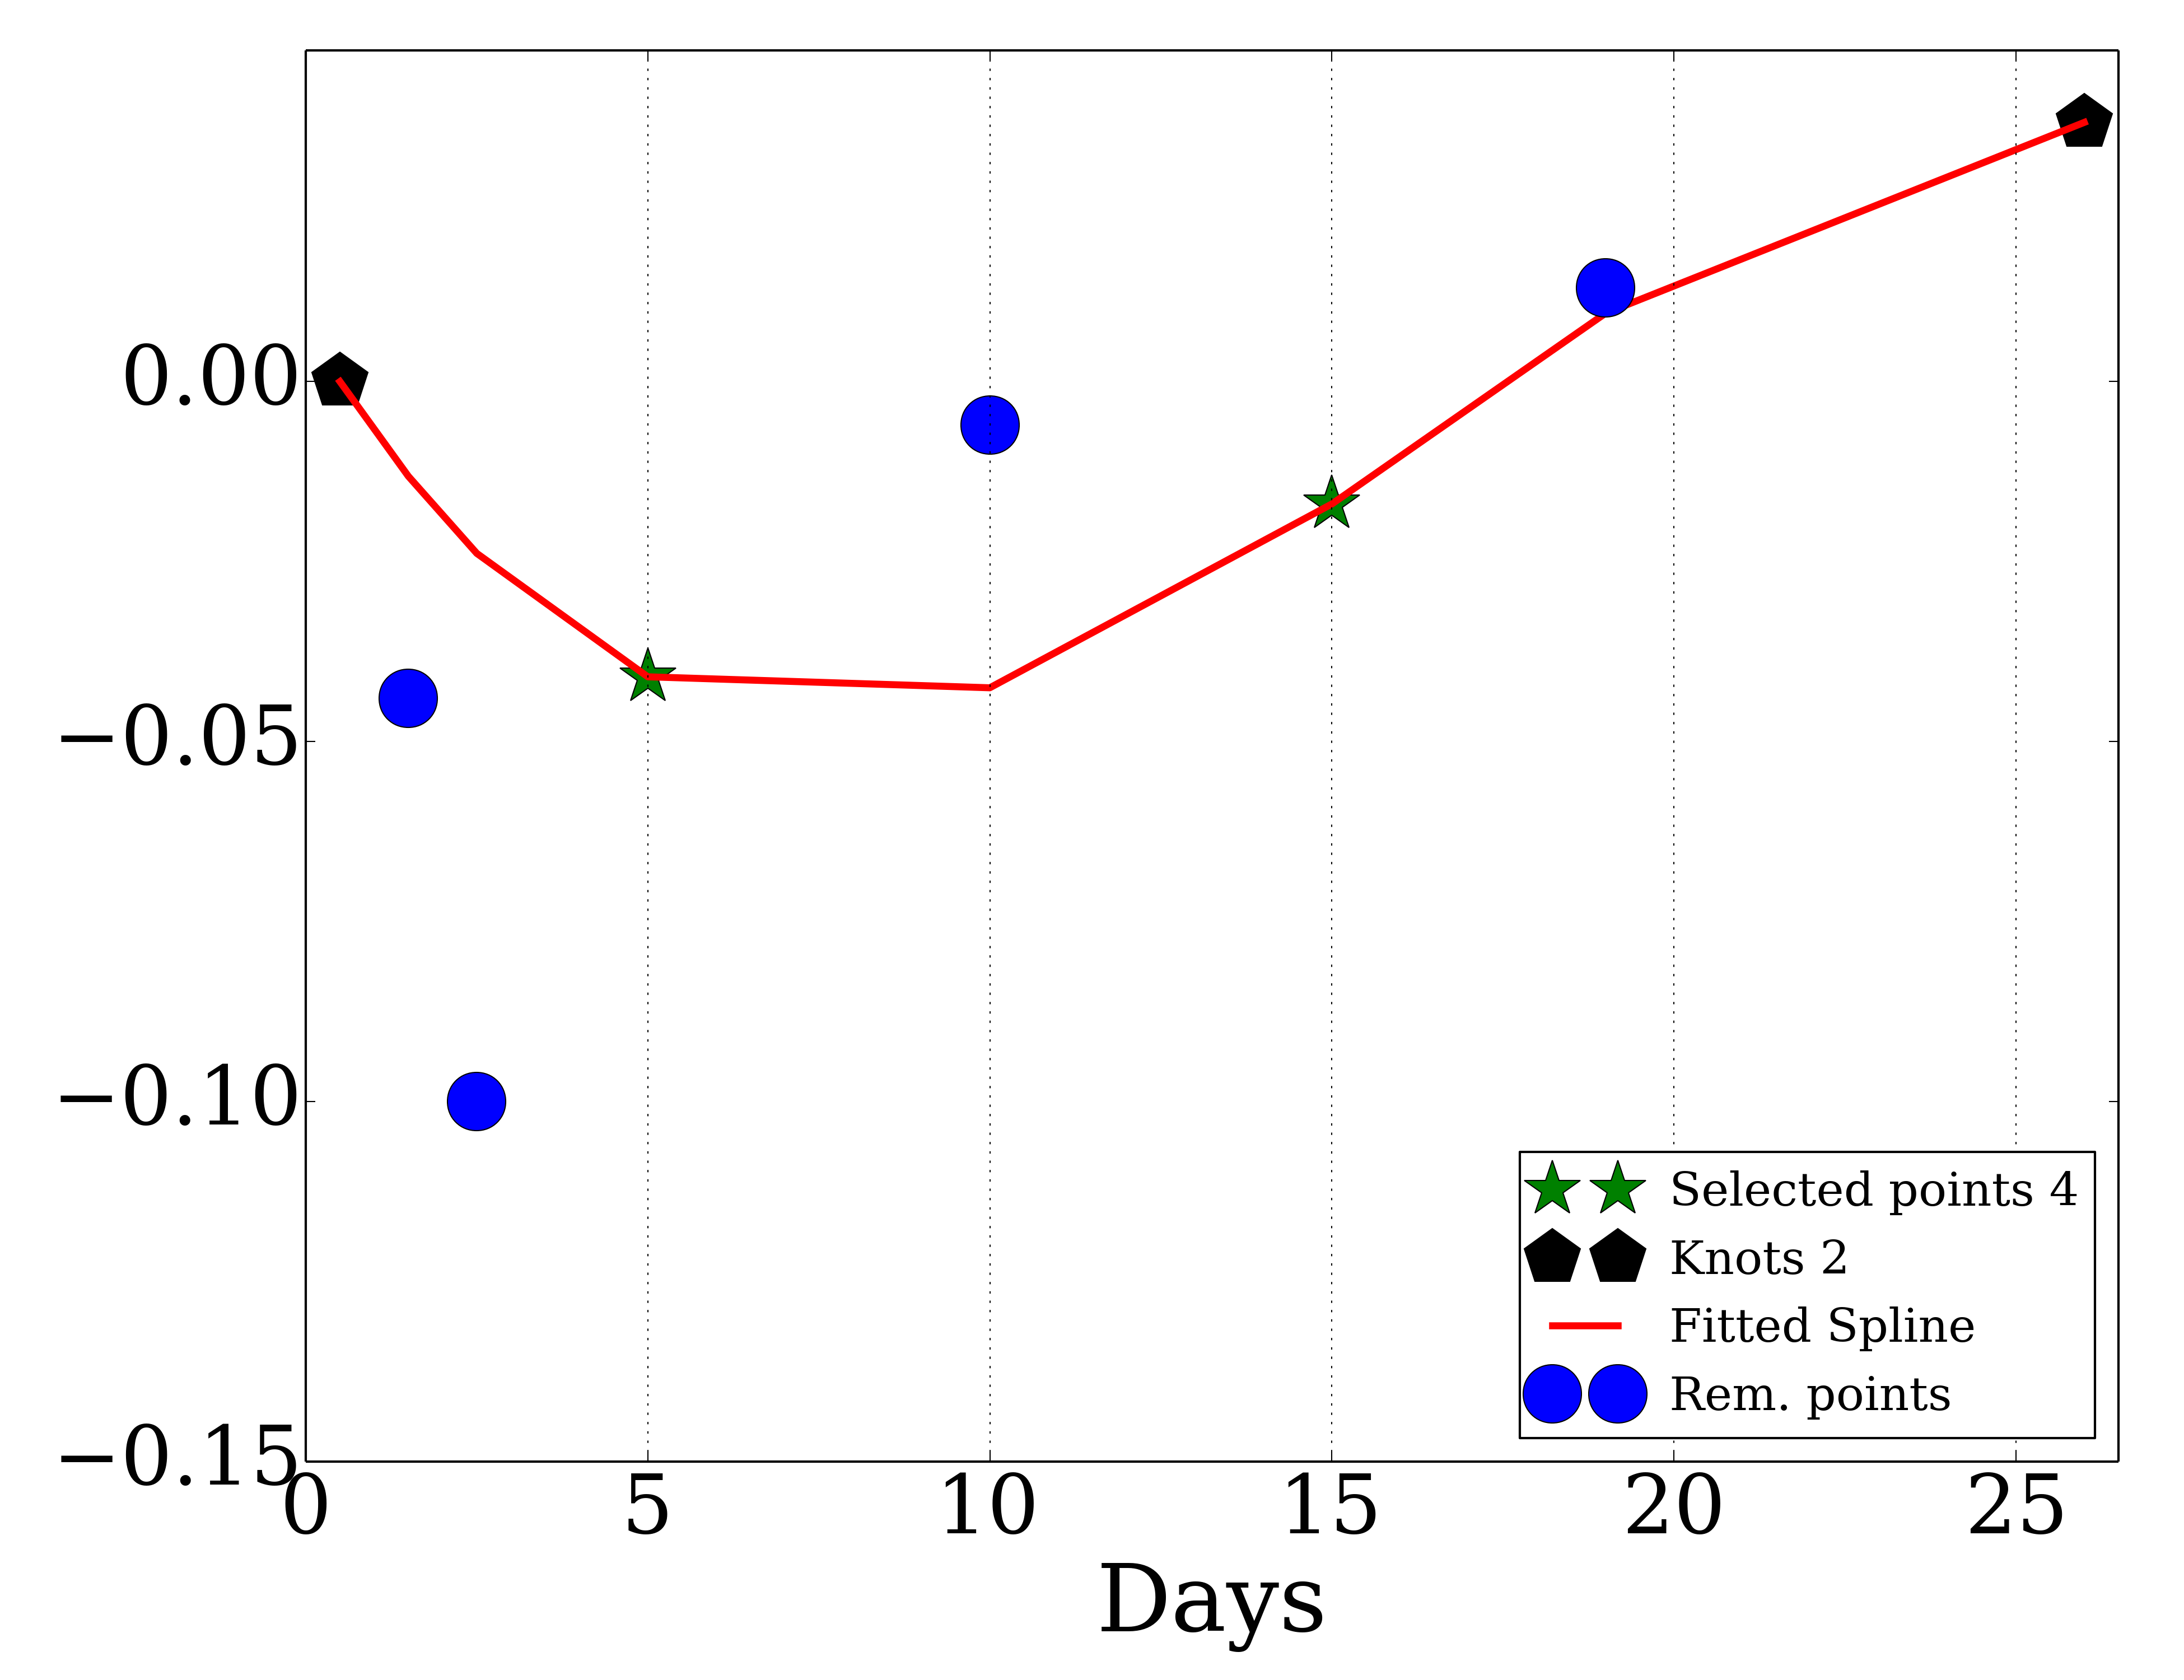 0.00
−0.05
−0.10
−0.15
0 5 10 15 20 25
Days
Selected points 4
Knots 2
Fitted Spline
Rem. points